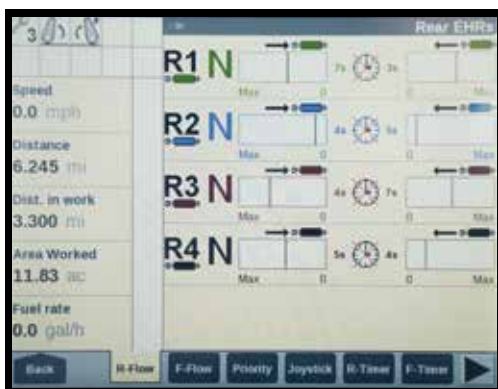 3
Rear EHRs
Speed
0.0 mph
Distance
6.245 mi
Dist. in work
3.300 mi
Area Worked
11.83 ac
Fuel rate
0.0 gal/h
R1 N
7s 3s
Max 0 0 Max
R2 N
4s
Max 0 0 Max
R3 N
4s 7s
Max 0 0 Max
R4 N
5s 4s
Max 0 0 Max
Back R-Flow F-Flow Priority Joystick R-Timer F-Timer